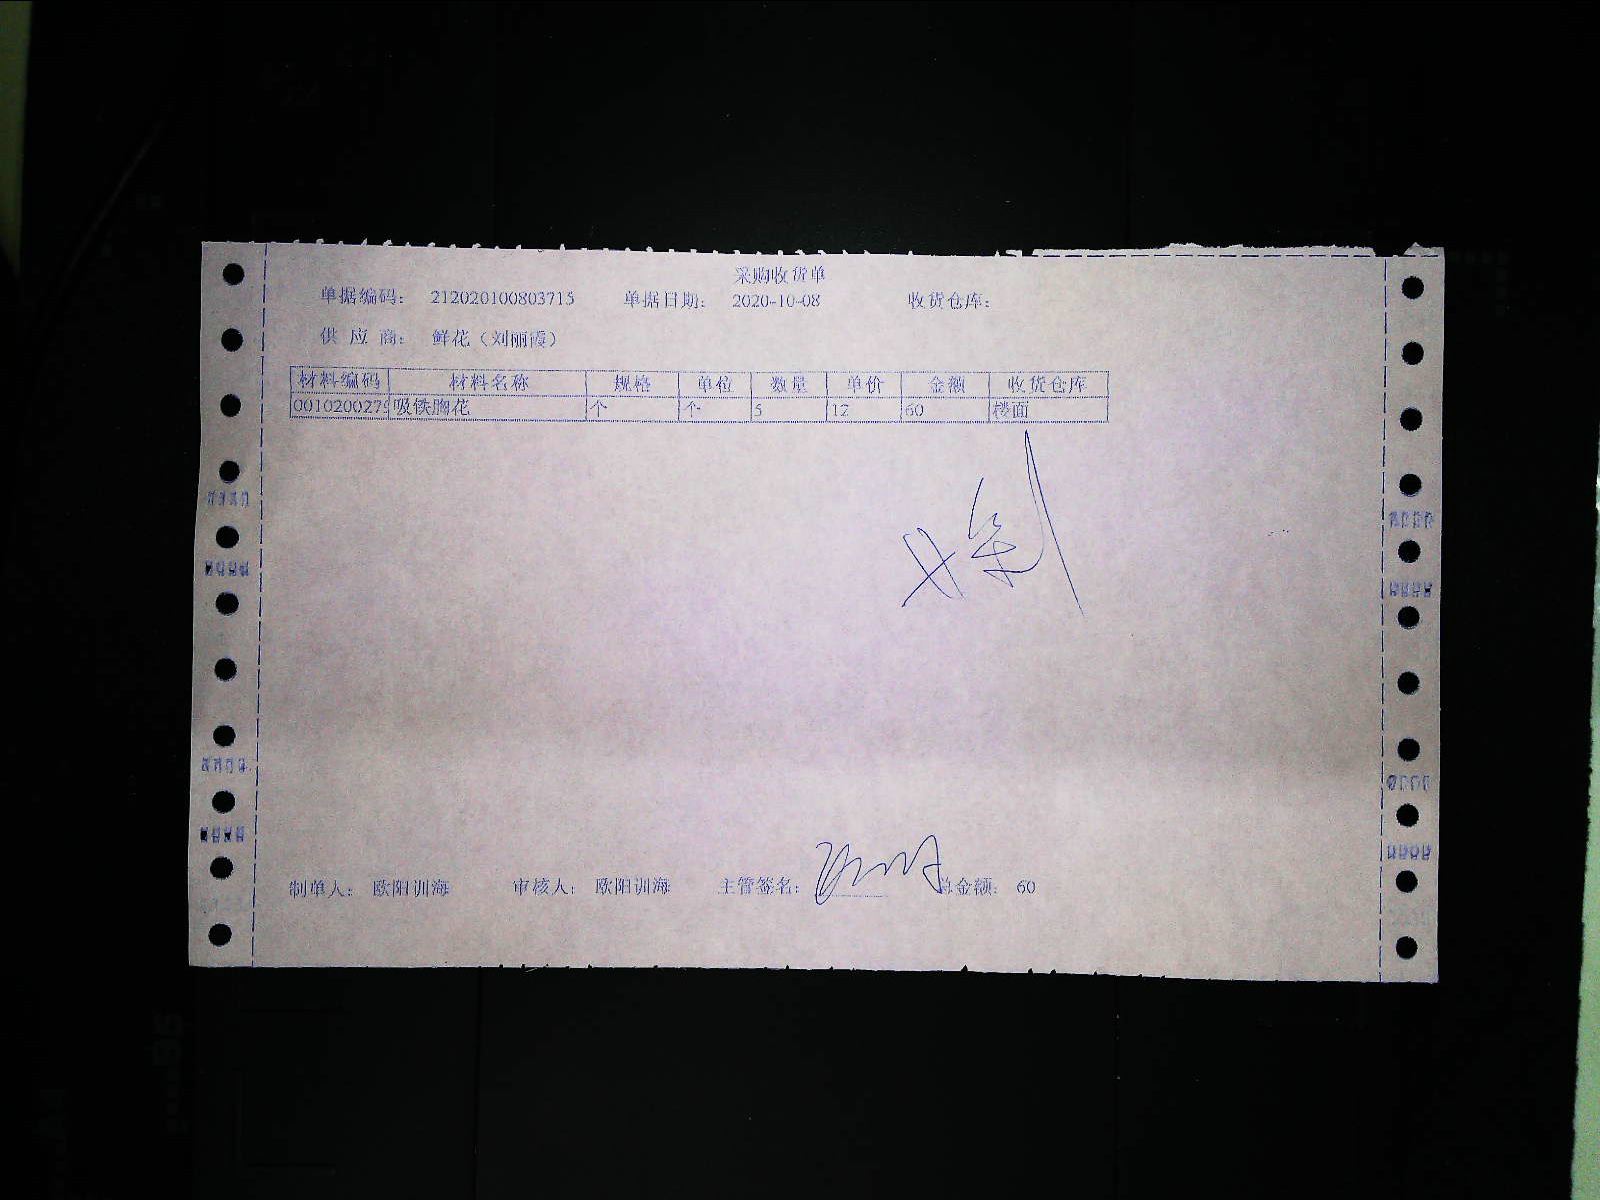 采购收货单
单据编码： 212020100803715 单据日期： 2020-10-08 收货仓库：
供 应 商： 鲜花（刘丽霞）
材料编码 材料名称 规格 单位 数量 单价 金额 收货仓库
0010200279 吸铁胸花 个 个 5 12 60 楼面
制单人： 欧阳训海 审核人： 欧阳训海 主管签名： 总金额： 60